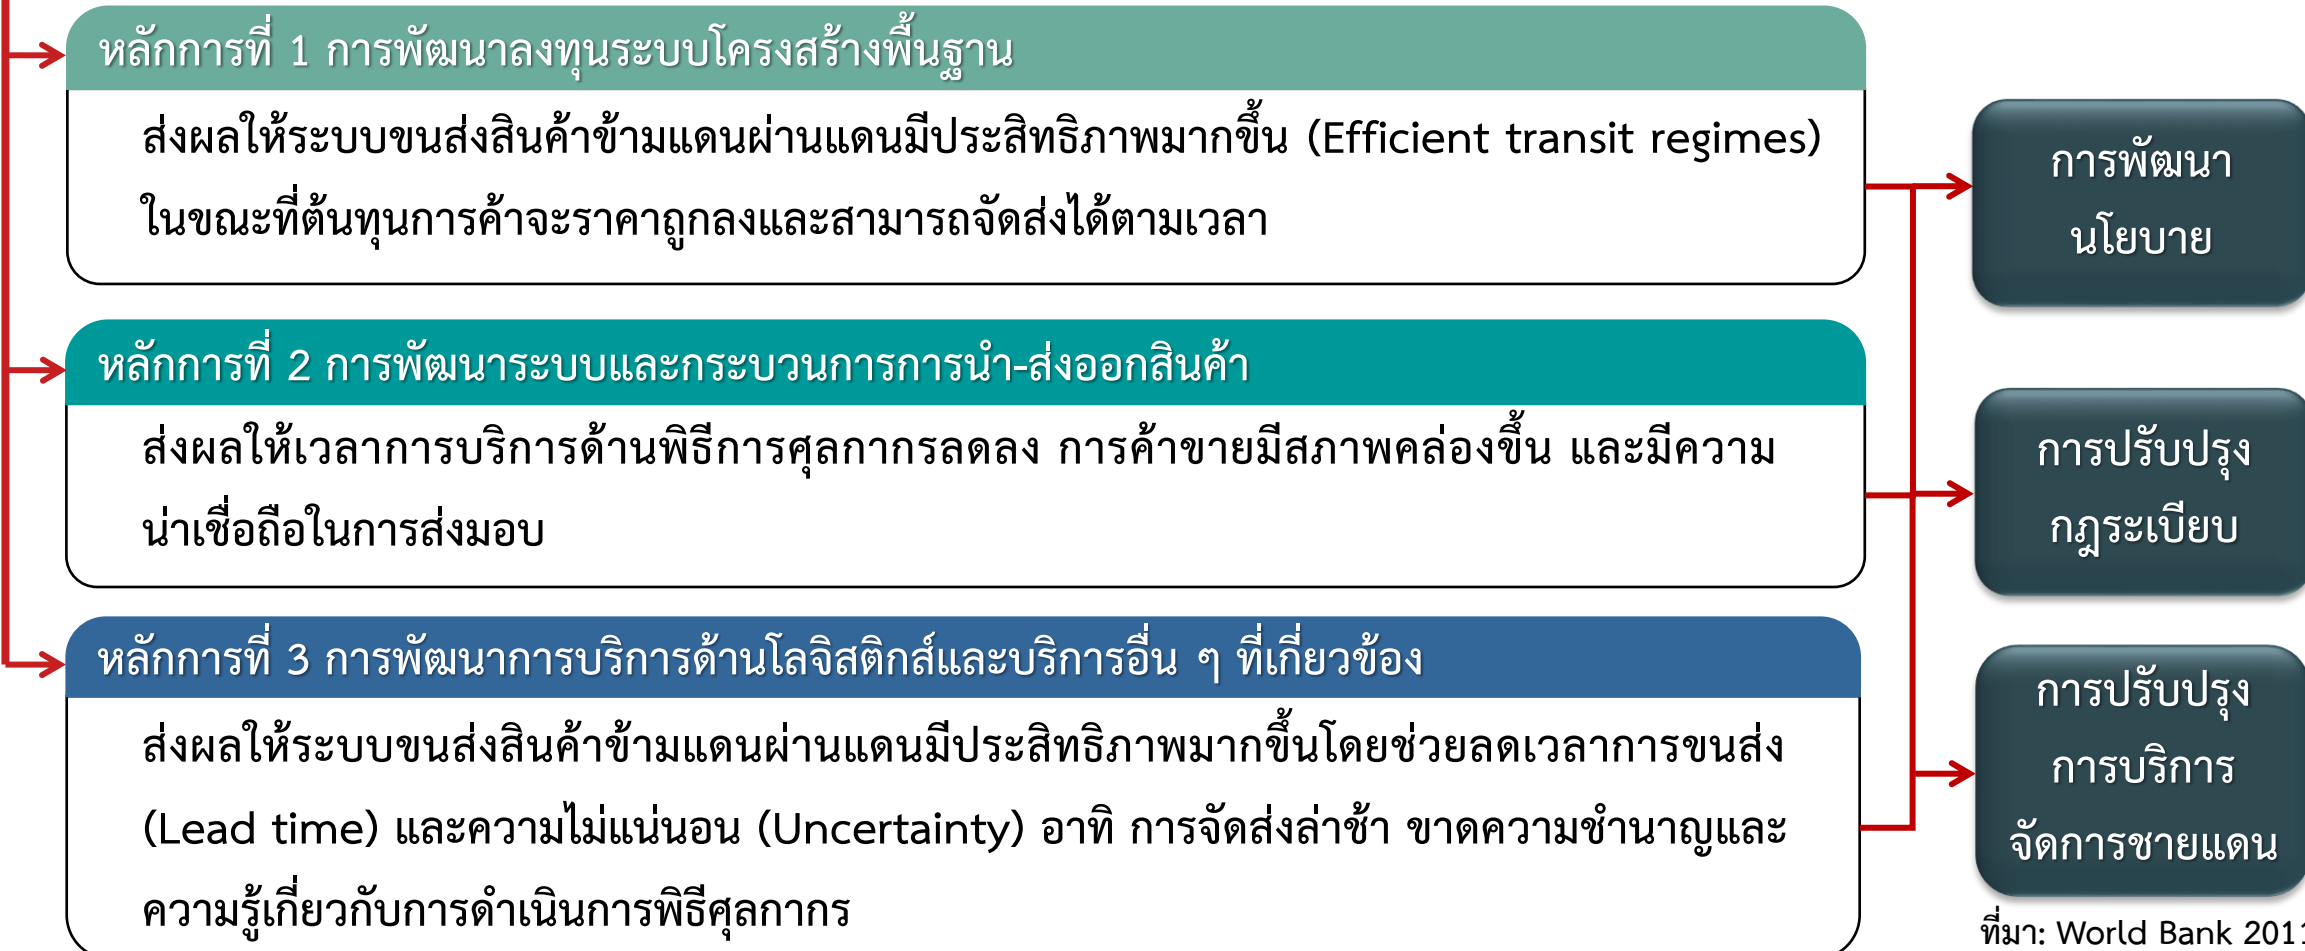 หลักการที่ 1 การพัฒนาลงทุนระบบโครงสร้างพื้นฐาน
ส่งผลให้ระบบขนส่งสินค้าข้ามแดนผ่านแดนมีประสิทธิภาพมากขึ้น (Efficient transit regimes)
ในขณะที่ต้นทุนการค้าจะราคาถูกลงและสามารถจัดส่งได้ตามเวลา
หลักการที่ 2 การพัฒนาระบบและกระบวนการการนำ-ส่งออกสินค้า
ส่งผลให้เวลาการบริการด้านพิธีการศุลกากรลดลง การค้าขายมีสภาพคล่องขึ้น และมีความ
น่าเชื่อถือในการส่งมอบ
หลักการที่ 3 การพัฒนาการบริการด้านโลจิสติกส์และบริการอื่น ๆ ที่เกี่ยวข้อง
ส่งผลให้ระบบขนส่งสินค้าข้ามแดนผ่านแดนมีประสิทธิภาพมากขึ้นโดยช่วยลดเวลาการขนส่ง
(Lead time) และความไม่แน่นอน (Uncertainty) อาทิ การจัดส่งล่าช้า ขาดความชำนาญและ
ความรู้เกี่ยวกับการดำเนินการพิธีศุลกากร
การพัฒนา
นโยบาย
การปรับปรุง
กฎระเบียบ
การปรับปรุง
การบริการ
จัดการชายแดน
ที่มา: World Bank 2011